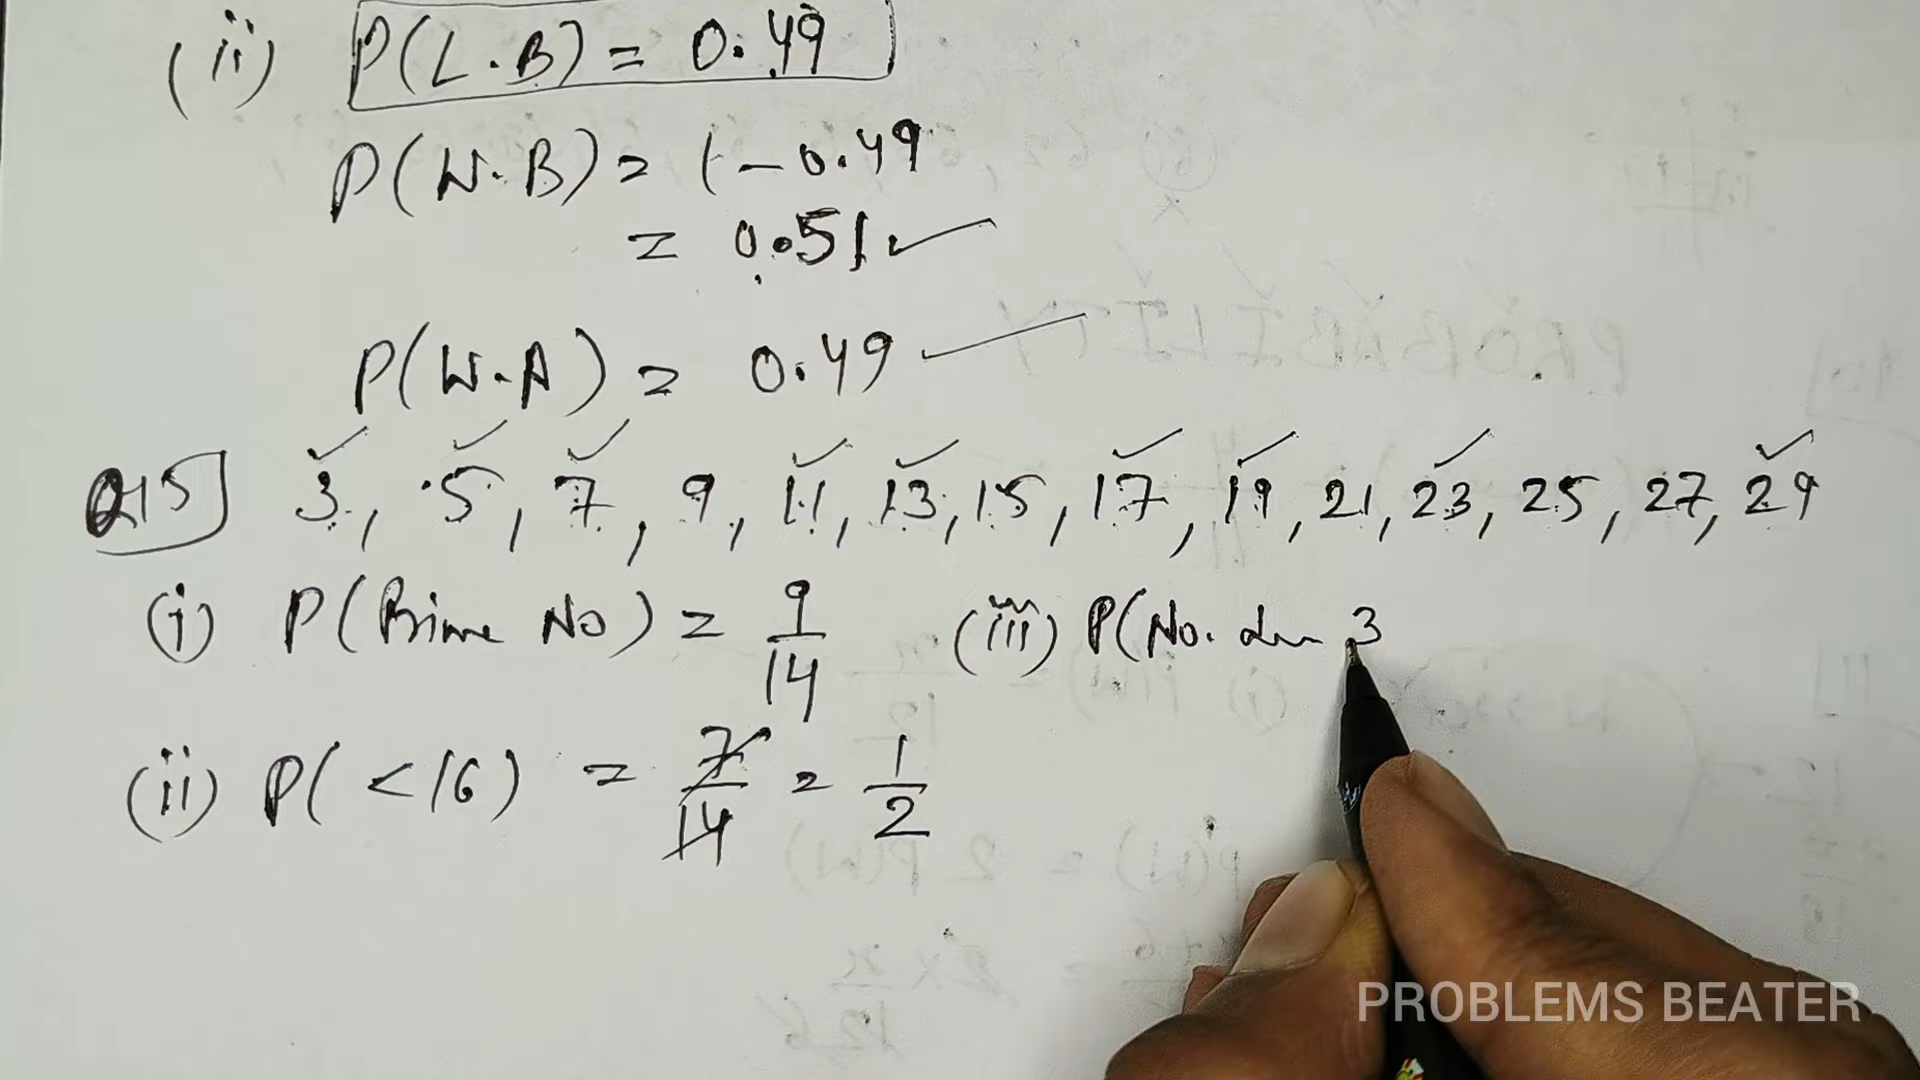 (ii) P(L.B) = 0.49
P(W.B) = 1 - 0.49
= 0.51
P(W.A) = 0.49
Q15 3, 5, 7, 9, 11, 13, 15, 17, 19, 21, 23, 25, 27, 29
(i) P(Prime No) = 9/14
(ii) P(<16) = 7/14 = 1/2
(iii) P(No. 3
PROBLEMS BEATER